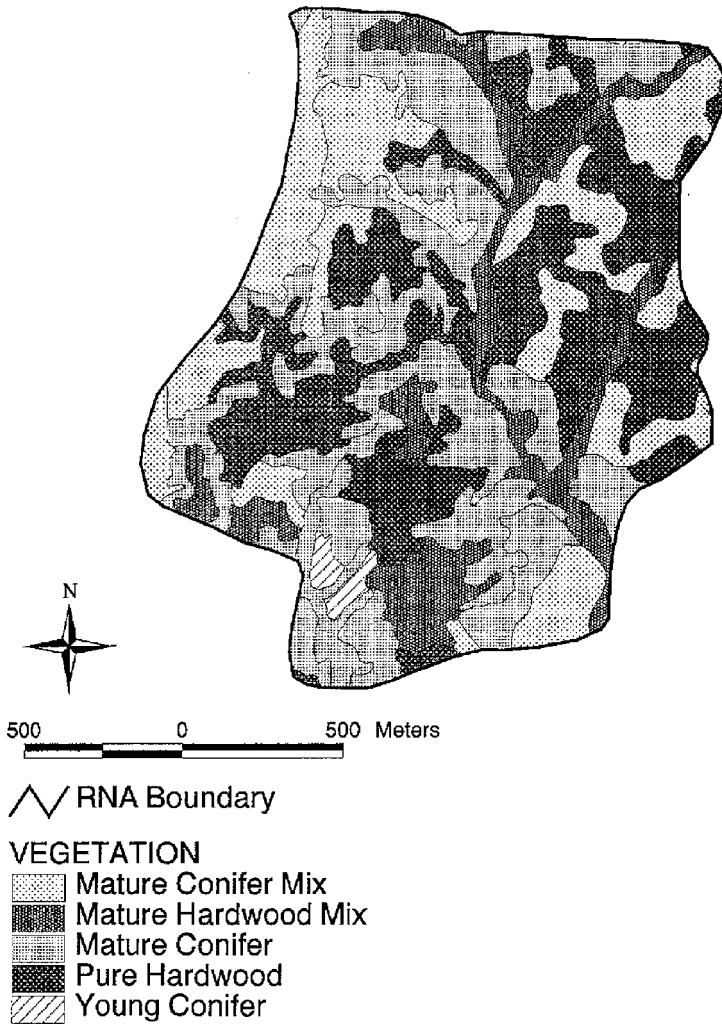 N
500 0 500 Meters
RNA Boundary
VEGETATION
Mature Conifer Mix
Mature Hardwood Mix
Mature Conifer
Pure Hardwood
Young Conifer